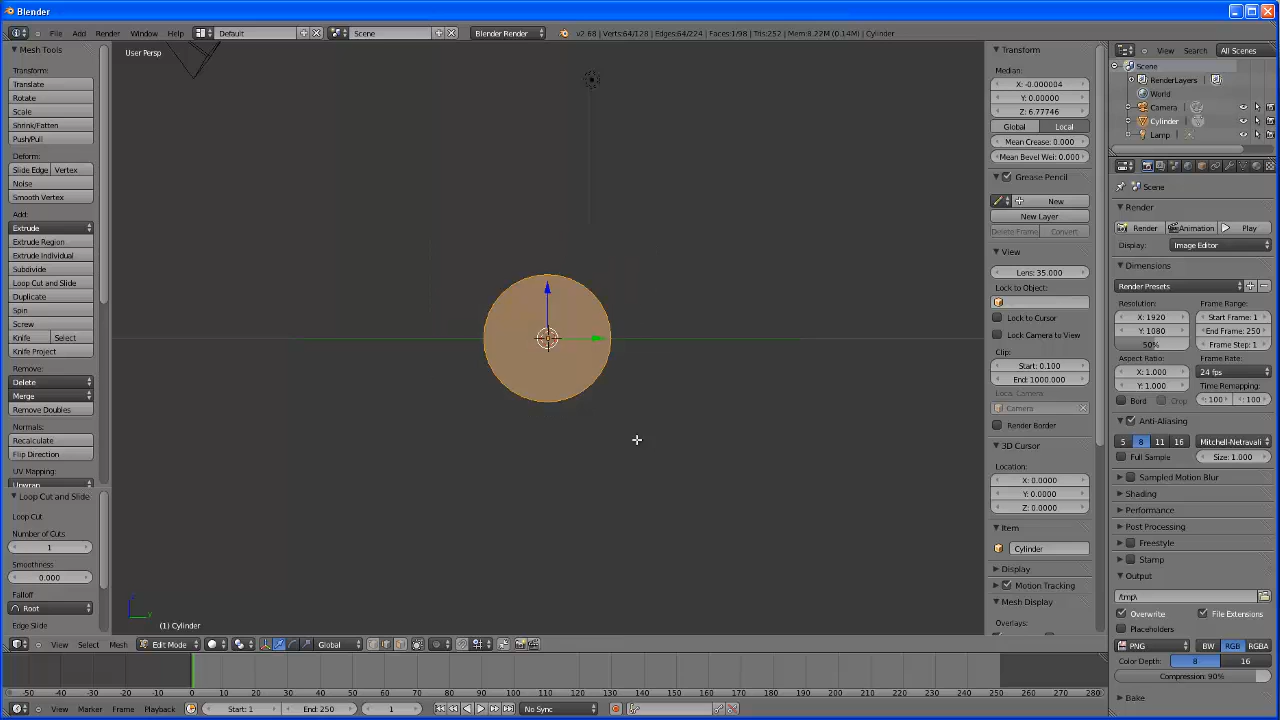 Blender
File Add Render Window Help Default Scene Blender Render v2.68 | Verts:64/128 | Edges:64/224 | Faces:1/98 | Tris:252 | Mem:8.22M (0.14M) | Cylinder
View Search All Scenes
Mesh Tools
Transform:
Translate
Rotate
Scale
Shrink/Fatten
Push/Pull
Deform:
Slide Edge Vertex
Noise
Smooth Vertex
Add:
Extrude
Extrude Region
Extrude Individual
Subdivide
Loop Cut and Slide
Duplicate
Spin
Screw
Knife Select
Knife Project
Remove:
Delete
Merge
Remove Doubles
Normals:
Recalculate
Flip Direction
UV Mapping:
Unwrap
Loop Cut and Slide
Loop Cut
Number of Cuts
1
Smoothness
0.000
Falloff
Root
Edge Slide
User Persp
(1) Cylinder
Transform
Median:
X: -0.000004
Y: 0.00000
Z: 6.77746
Global Local
Mean Crease: 0.000
Mean Bevel Wei: 0.000
Grease Pencil
New
New Layer
Delete Frame Convert
View
Lens: 35.000
Lock to Object:
Lock to Cursor
Lock Camera to View
Clip:
Start: 0.100
End: 1000.000
Local Camera
Camera
Render Border
3D Cursor
Location:
X: 0.0000
Y: 0.0000
Z: 0.0000
Item
Cylinder
Display
Motion Tracking
Mesh Display
Overlays:
Scene
RenderLayers
World
Camera
Cylinder
Lamp
Scene
Render
Render Animation Play
Display: Image Editor
Dimensions
Render Presets
Resolution: Frame Range:
X: 1920 Start Frame: 1
Y: 1080 End Frame: 250
50% Frame Step: 1
Aspect Ratio: Frame Rate:
X: 1.000 24 fps
Y: 1.000 Time Remapping:
Bord Crop : 100 : 100
Anti-Aliasing
5 8 11 16 Mitchell-Netravali
Full Sample Size: 1.000
Sampled Motion Blur
Shading
Performance
Post Processing
Freestyle
Stamp
Output
/tmp\
Overwrite File Extensions
Placeholders
PNG BW RGB RGBA
Color Depth: 8 16
Compression: 90%
Bake
View Select Mesh Edit Mode Global
-50 -40 -30 -20 -10 0 10 20 30 40 50 60 70 80 90 100 110 120 130 140 150 160 170 180 190 200 210 220 230 240 250 260 270 280
View Marker Frame Playback Start: 1 End: 250 1 No Sync